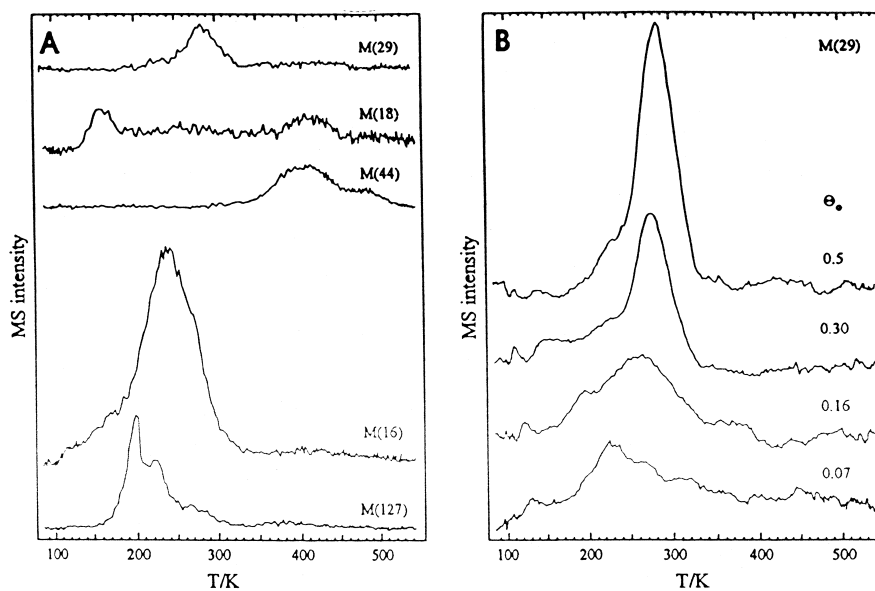 A
M(29)
M(18)
M(44)
M(16)
M(127)
MS intensity
100 200 300 400 500
T/K
B
M(29)
Θ
0.5
0.30
0.16
0.07
MS intensity
100 200 300 400 500
T/K